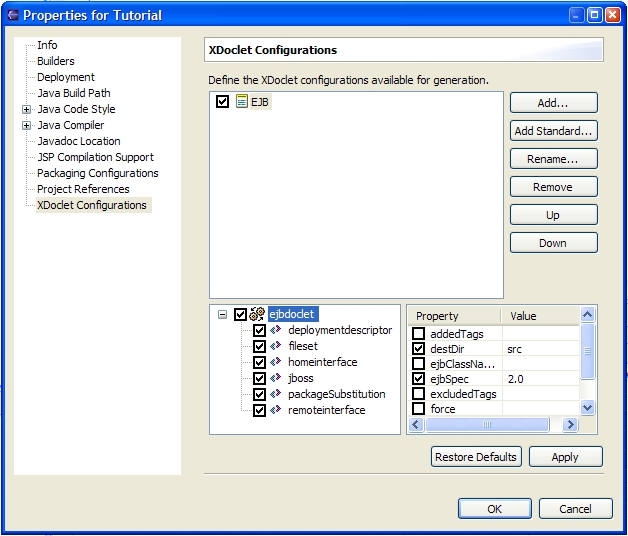 Properties for Tutorial
Info
Builders
Deployment
Java Build Path
Java Code Style
Java Compiler
Javadoc Location
JSP Compilation Support
Packaging Configurations
Project References
XDoclet Configurations
XDoclet Configurations
Define the XDoclet configurations available for generation.
EJB
Add...
Add Standard...
Rename...
Remove
Up
Down
ejbdoclet
deploymentdescriptor
fileset
homeinterface
jboss
packageSubstitution
remoteinterface
Property Value
addedTags
destDir src
ejbClassNa...
ejbSpec 2.0
excludedTags
force
Restore Defaults Apply
OK Cancel